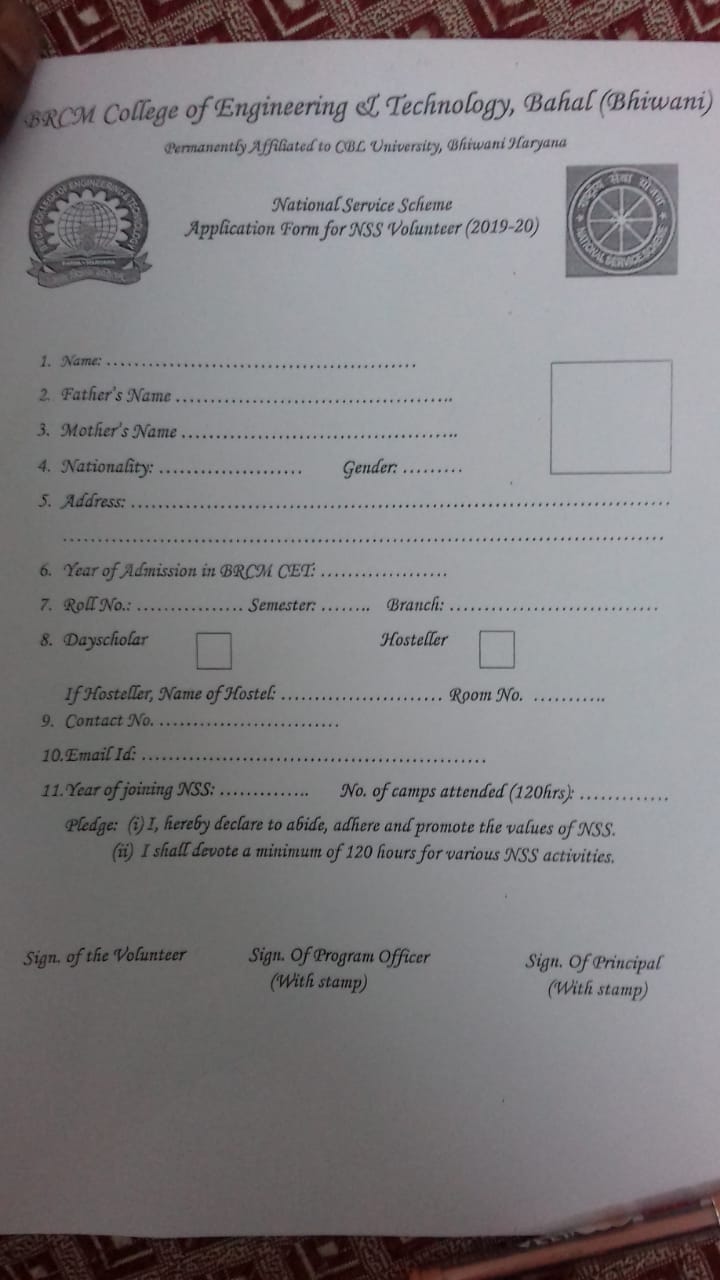 BRCM College of Engineering & Technology, Bahal (Bhiwani)
Permanently Affiliated to CBL University, Bhiwani Haryana
National Service Scheme
Application Form for NSS Volunteer (2019-20)
राष्ट्रीय सेवा योजना
NATIONAL SERVICE SCHEME
1. Name: ..............................................
2. Father's Name ........................................
3. Mother's Name ........................................
4. Nationality: ..................... Gender: .........
5. Address: ..............................................................................
..............................................................................
6. Year of Admission in BRCM CET: ..................
7. Roll No.: ................ Semester: ........ Branch: ..............................
8. Dayscholar Hosteller
If Hosteller, Name of Hostel: ........................ Room No. ...........
9. Contact No. ..........................
10.Email Id: ..................................................
11.Year of joining NSS: ............. No. of camps attended (120hrs): .............
Pledge: (i) I, hereby declare to abide, adhere and promote the values of NSS.
(ii) I shall devote a minimum of 120 hours for various NSS activities.
Sign. of the Volunteer Sign. Of Program Officer Sign. Of Principal
(With stamp) (With stamp)